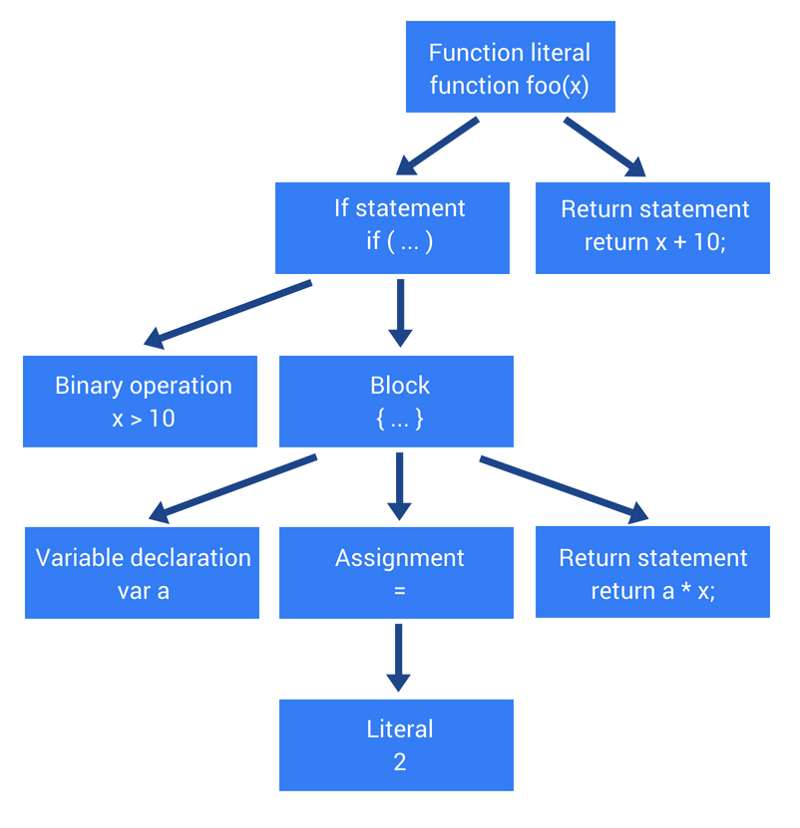 Function literal
function foo(x)
If statement
if ( ... )
Return statement
return x + 10;
Binary operation
x > 10
Block
{ ... }
Variable declaration
var a
Assignment
=
Return statement
return a * x;
Literal
2